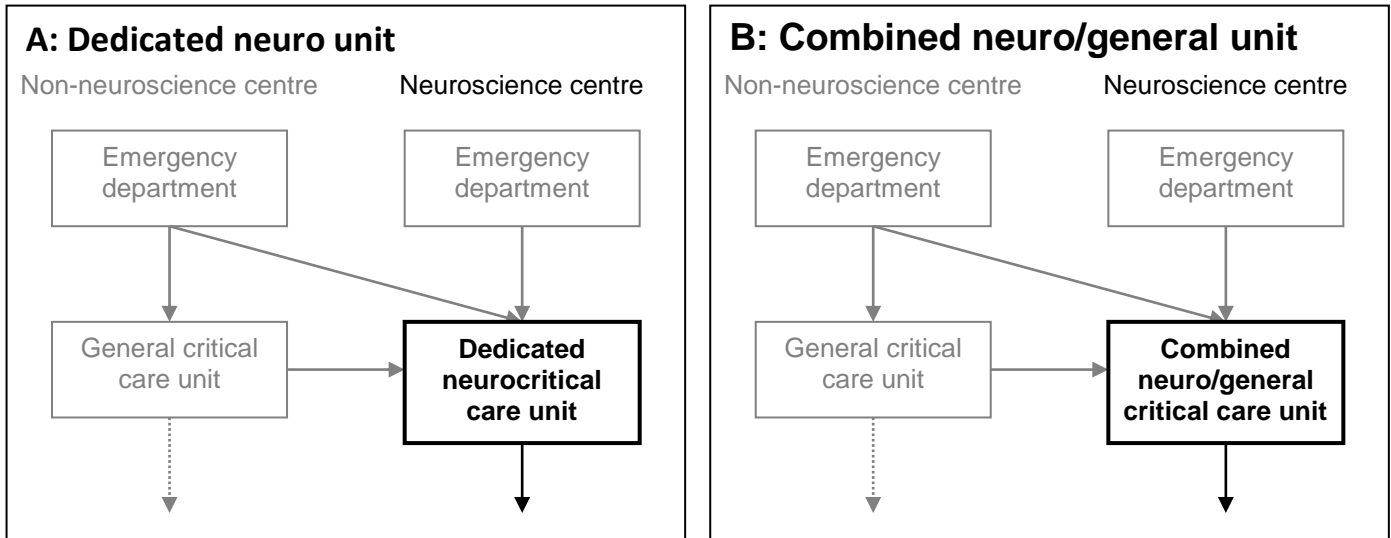 A: Dedicated neuro unit
Non-neuroscience centre
Neuroscience centre
Emergency
department
Emergency
department
General critical
care unit
Dedicated
neurocritical
care unit
B: Combined neuro/general unit
Non-neuroscience centre
Neuroscience centre
Emergency
department
Emergency
department
General critical
care unit
Combined
neuro/general
critical care unit